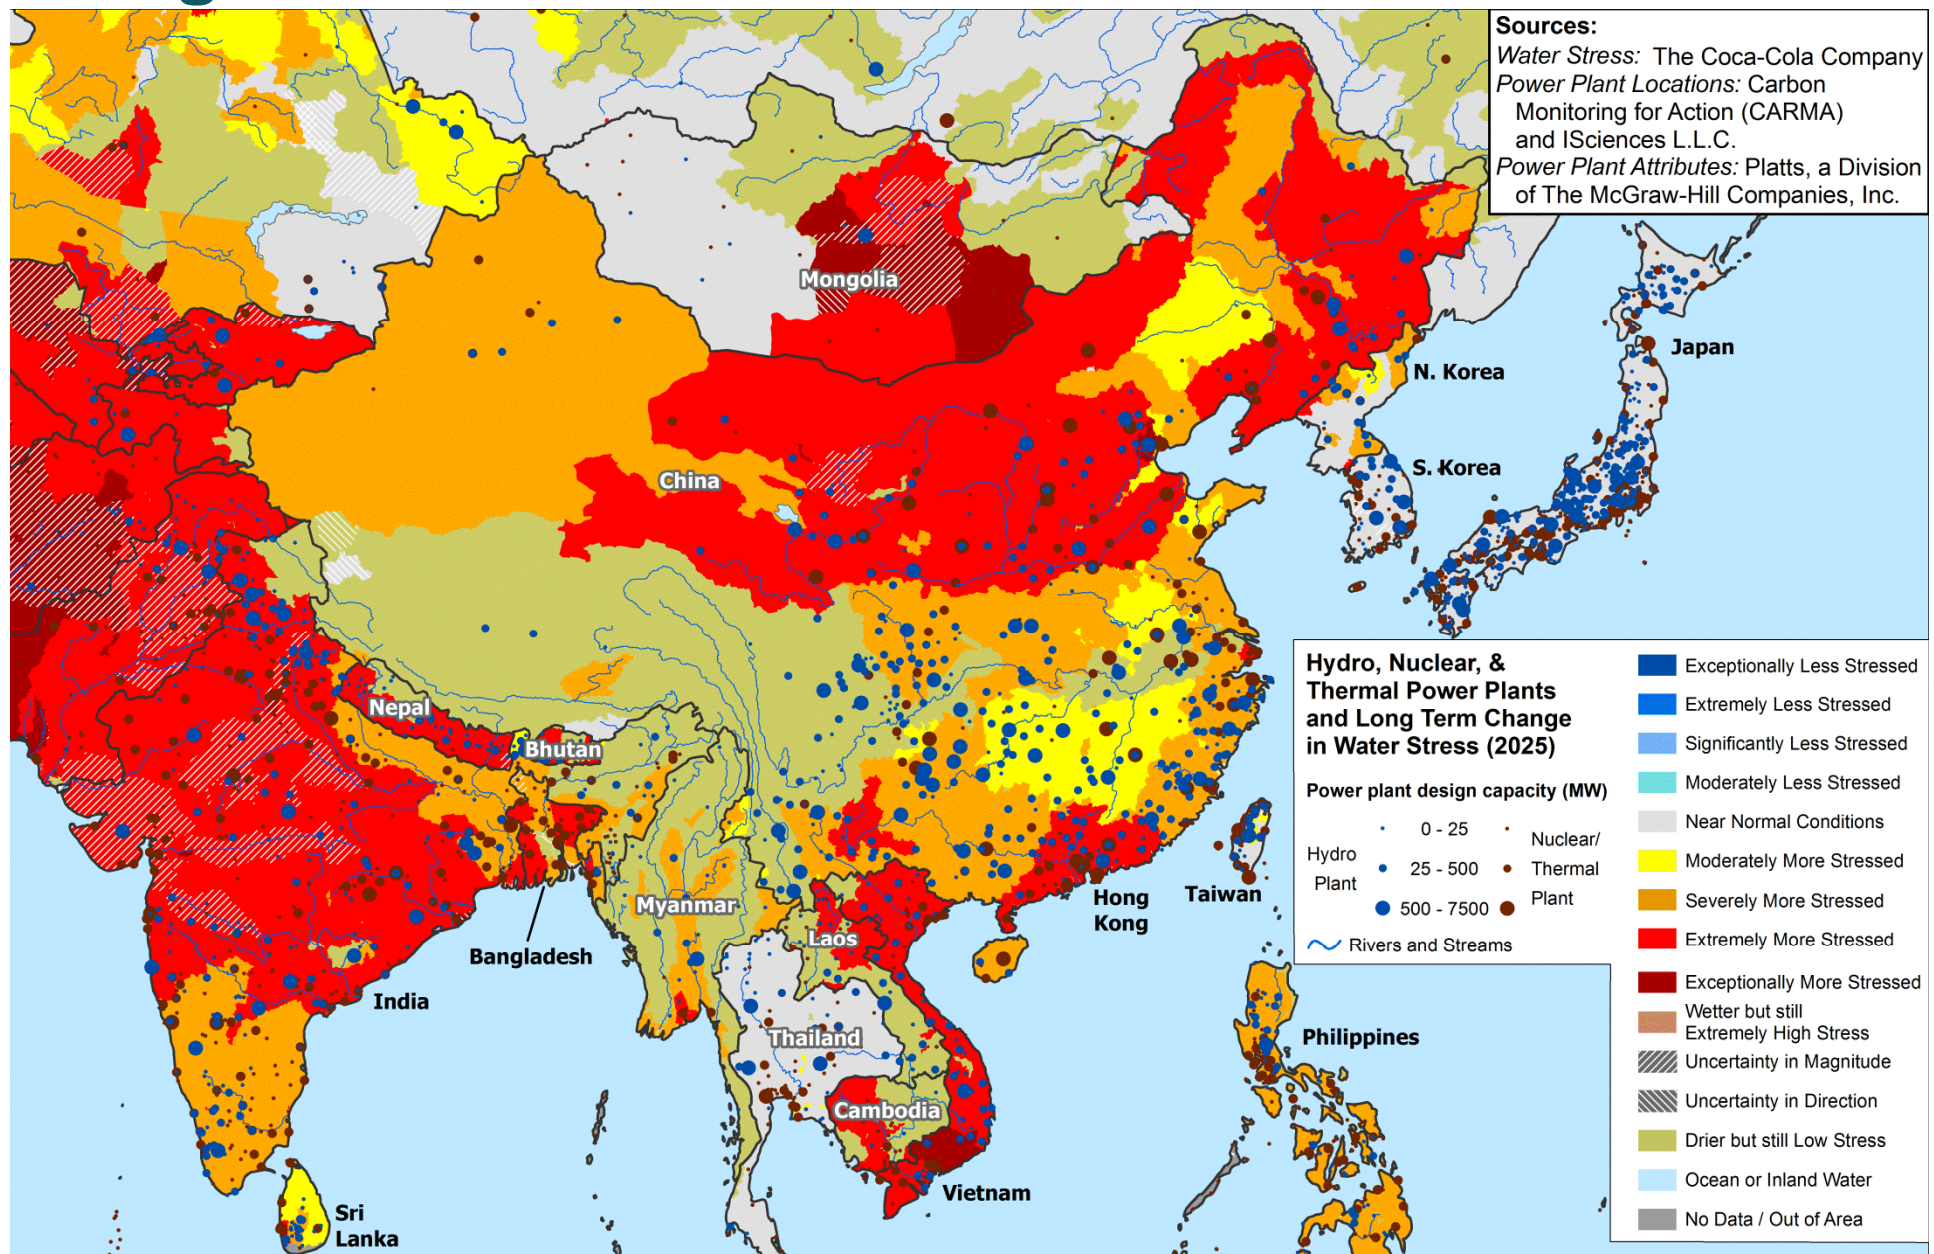 Sources:
Water Stress: The Coca-Cola Company
Power Plant Locations: Carbon
Monitoring for Action (CARMA)
and ISciences L.L.C.
Power Plant Attributes: Platts, a Division
of The McGraw-Hill Companies, Inc.
Mongolia
Japan
N. Korea
S. Korea
China
Nepal
Bhutan
Myanmar
Laos
Hong
Kong
Taiwan
Bangladesh
India
Thailand
Philippines
Cambodia
Vietnam
Sri
Lanka
Hydro, Nuclear, &
Thermal Power Plants
and Long Term Change
in Water Stress (2025)
Power plant design capacity (MW)
Hydro
Plant
0 - 25
25 - 500
500 - 7500
Nuclear/
Thermal
Plant
Rivers and Streams
Exceptionally Less Stressed
Extremely Less Stressed
Significantly Less Stressed
Moderately Less Stressed
Near Normal Conditions
Moderately More Stressed
Severely More Stressed
Extremely More Stressed
Exceptionally More Stressed
Wetter but still
Extremely High Stress
Uncertainty in Magnitude
Uncertainty in Direction
Drier but still Low Stress
Ocean or Inland Water
No Data / Out of Area